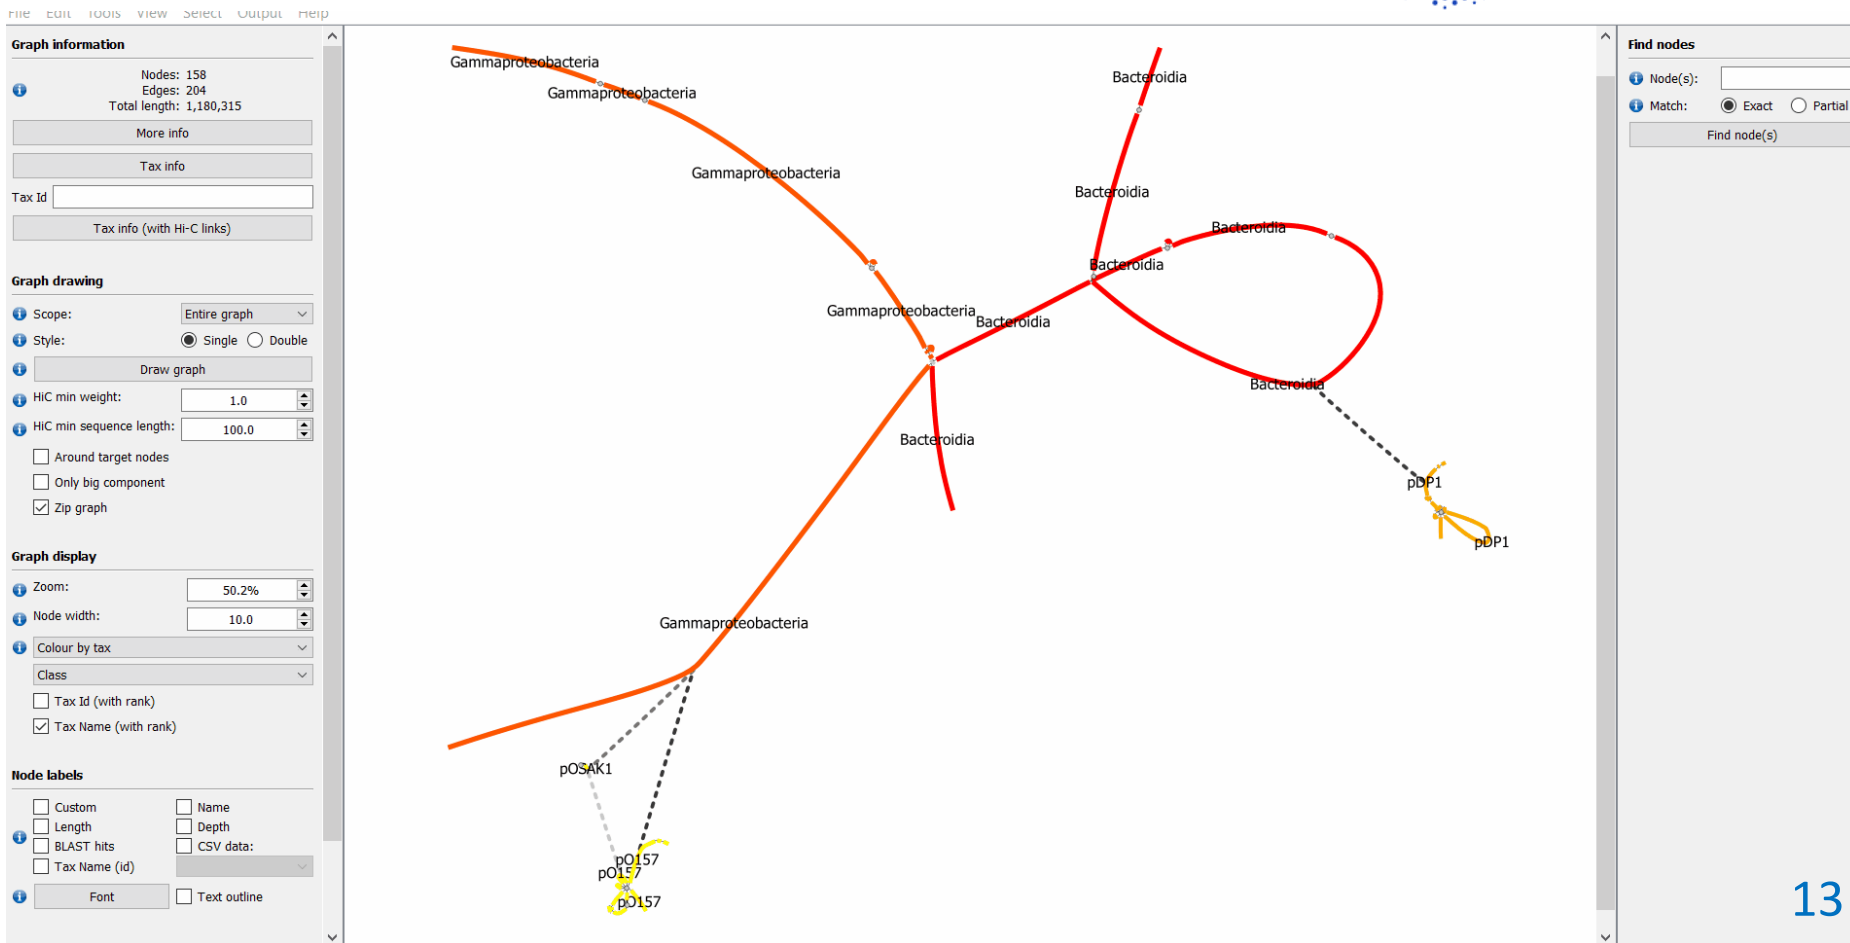 File Edit Tools View Select Output Help
Graph information
Nodes: 158
Edges: 204
Total length: 1,180,315
More info
Tax info
Tax Id
Tax info (with Hi-C links)
Graph drawing
Scope: Entire graph
Style: Single Double
Draw graph
HiC min weight: 1.0
HiC min sequence length: 100.0
Around target nodes
Only big component
Zip graph
Graph display
Zoom: 50.2%
Node width: 10.0
Colour by tax
Class
Tax Id (with rank)
Tax Name (with rank)
Node labels
Custom Name
Length Depth
BLAST hits CSV data:
Tax Name (id)
Font Text outline
Gammaproteobacteria
Gammaproteobacteria
Gammaproteobacteria
Gammaproteobacteria
Gammaproteobacteria
Bacteroidia
Bacteroidia
Bacteroidia
Bacteroidia
Bacteroidia
Bacteroidia
Bacteroidia
pDP1
pDP1
pOSAK1
pO157
pO157
pO157
Find nodes
Node(s):
Match: Exact Partial
Find node(s)
13